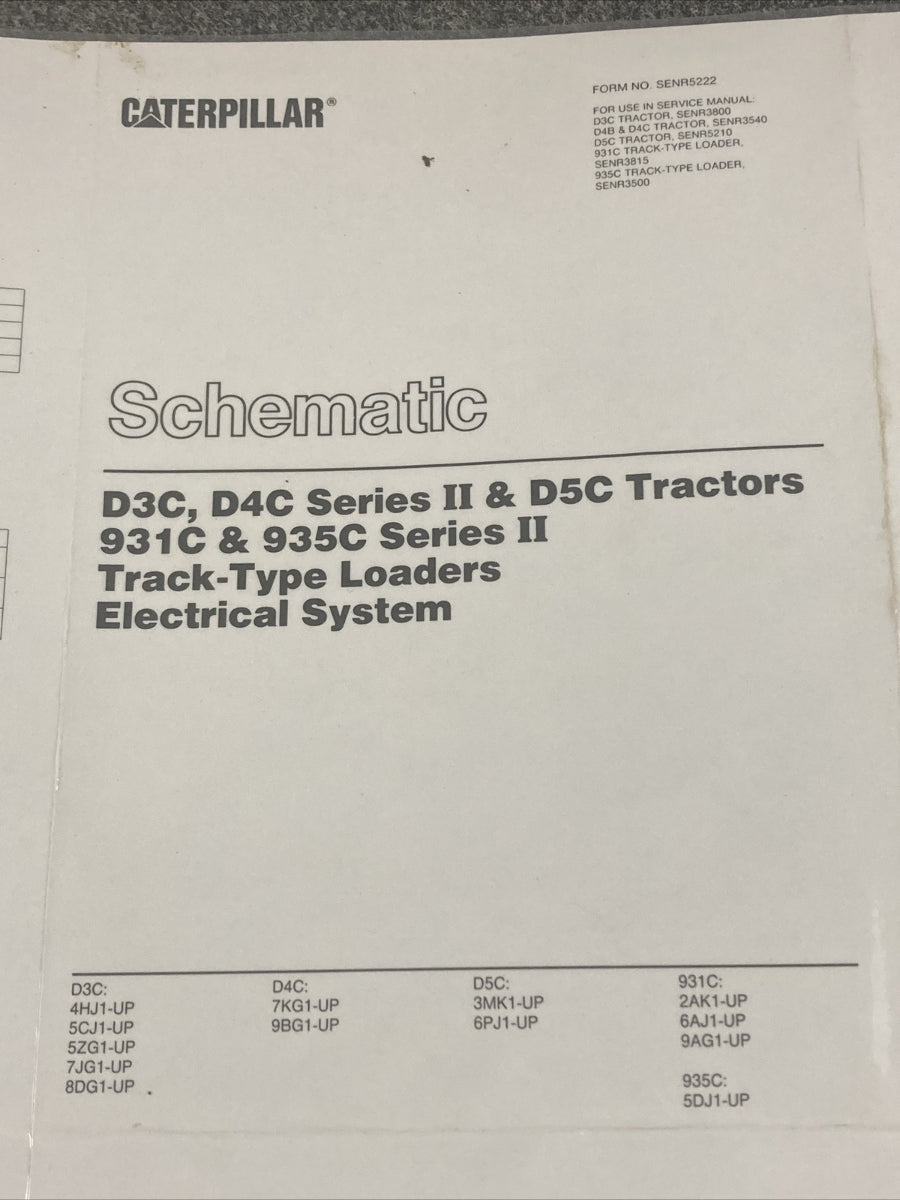 CATERPILLAR®
FORM NO. SENR5222
FOR USE IN SERVICE MANUAL:
D3C TRACTOR, SENR3800
D4B & D4C TRACTOR, SENR3540
D5C TRACTOR, SENR5210
931C TRACK-TYPE LOADER,
SENR3815
935C TRACK-TYPE LOADER,
SENR3500
Schematic
D3C, D4C Series II & D5C Tractors
931C & 935C Series II
Track-Type Loaders
Electrical System
D3C:
4HJ1-UP
5CJ1-UP
5ZG1-UP
7JG1-UP
8DG1-UP
D4C:
7KG1-UP
9BG1-UP
D5C:
3MK1-UP
6PJ1-UP
931C:
2AK1-UP
6AJ1-UP
9AG1-UP
935C:
5DJ1-UP